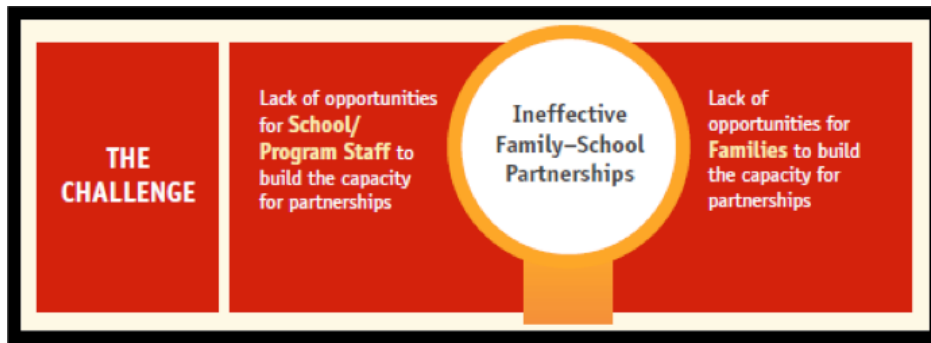 THE
CHALLENGE
Lack of opportunities
for School/
Program Staff to
build the capacity
for partnerships
Ineffective
Family–School
Partnerships
Lack of
opportunities for
Families to build
the capacity for
partnerships